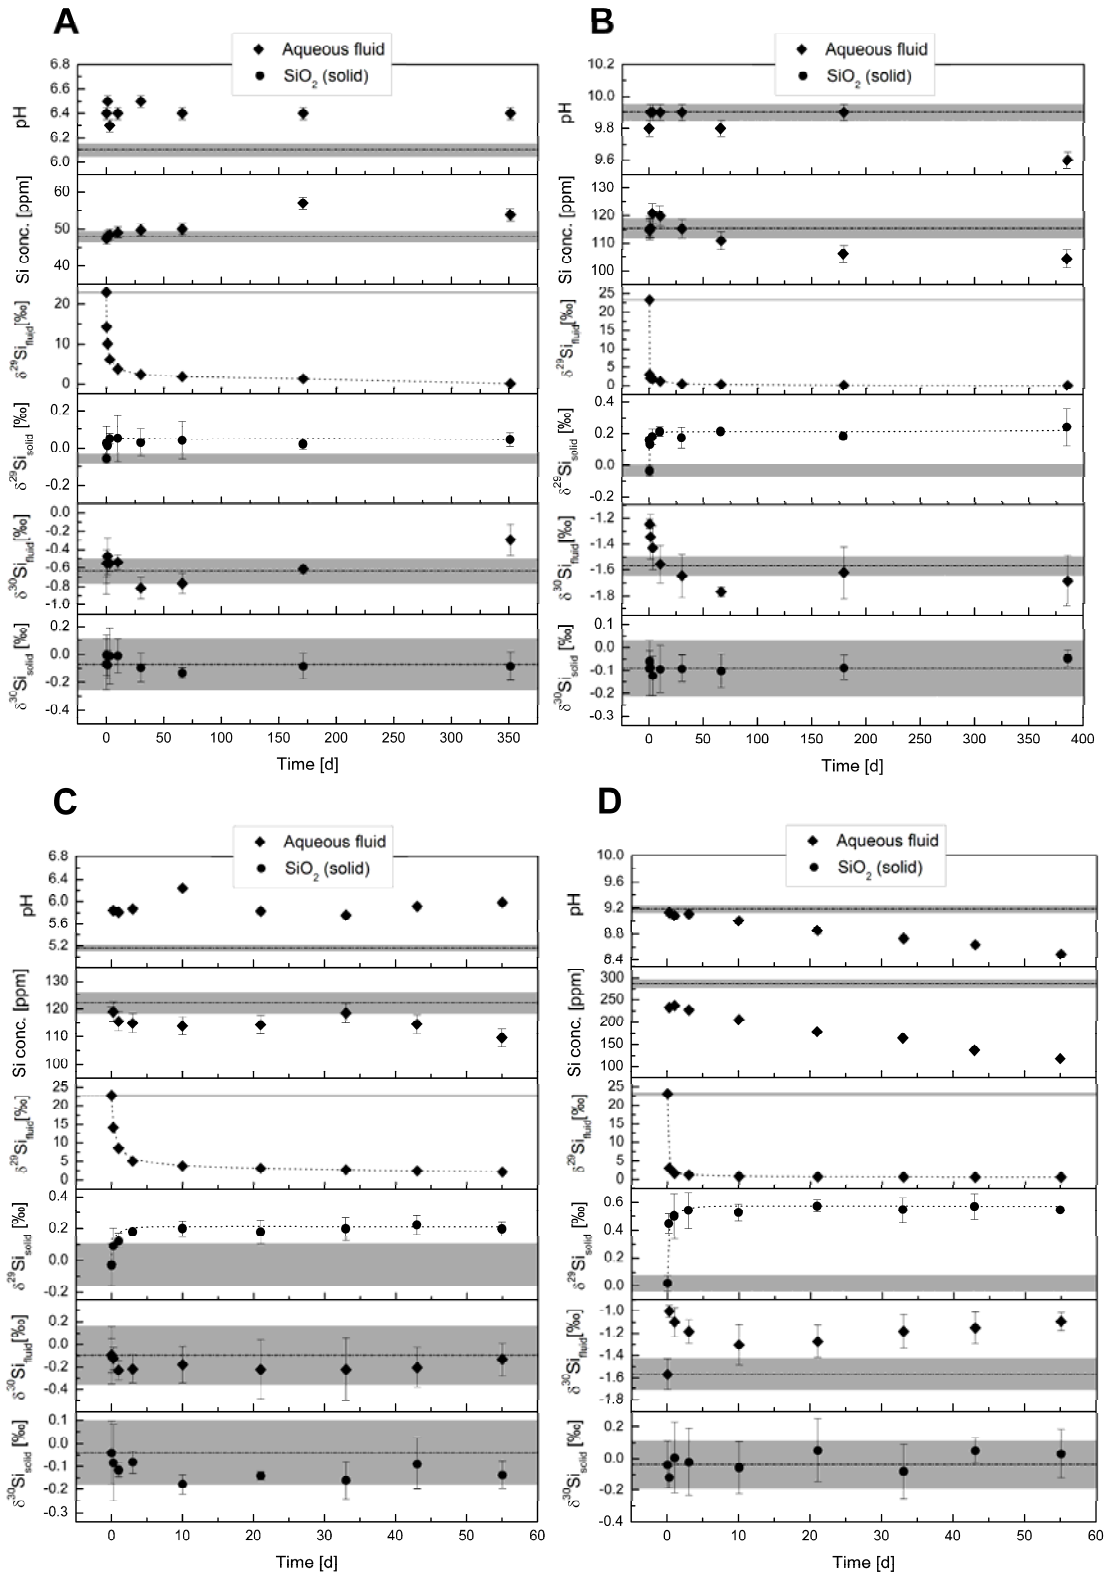 A
Aqueous fluid
SiO2 (solid)
pH
6.8
6.6
6.4
6.2
6.0
Si conc. [ppm]
60
50
40
δ29Sifluid[‰]
20
10
0
δ29Sisolid [‰]
0.2
0.0
-0.2
δ30Sifluid[‰]
0.0
-0.2
-0.4
-0.6
-0.8
-1.0
δ30Sisolid [‰]
0.2
0.0
-0.2
-0.4
0 50 100 150 200 250 300 350
Time [d]
B
Aqueous fluid
SiO2 (solid)
pH
10.2
10.0
9.8
9.6
Si conc. [ppm]
130
120
110
100
δ29Sifluid[‰]
25
20
15
10
5
0
δ29Sisolid [‰]
0.4
0.2
0.0
-0.2
δ30Sifluid[‰]
-1.2
-1.4
-1.6
-1.8
δ30Sisolid [‰]
0.1
0.0
-0.1
-0.2
-0.3
0 50 100 150 200 250 300 350 400
Time [d]
C
Aqueous fluid
SiO2 (solid)
pH
6.8
6.4
6.0
5.6
5.2
Si conc. [ppm]
130
120
110
100
δ29Sifluid[‰]
25
20
15
10
5
0
δ29Sisolid [‰]
0.4
0.2
0.0
-0.2
δ30Sifluid[‰]
0.2
0.0
-0.2
-0.4
δ30Sisolid [‰]
0.1
0.0
-0.1
-0.2
-0.3
0 10 20 30 40 50 60
Time [d]
D
Aqueous fluid
SiO2 (solid)
pH
10.0
9.6
9.2
8.8
8.4
Si conc. [ppm]
300
250
200
150
100
δ29Sifluid[‰]
25
20
15
10
5
0
δ29Sisolid [‰]
0.6
0.4
0.2
0.0
δ30Sifluid[‰]
-1.0
-1.2
-1.4
-1.6
-1.8
δ30Sisolid [‰]
0.2
0.0
-0.2
-0.4
0 10 20 30 40 50 60
Time [d]